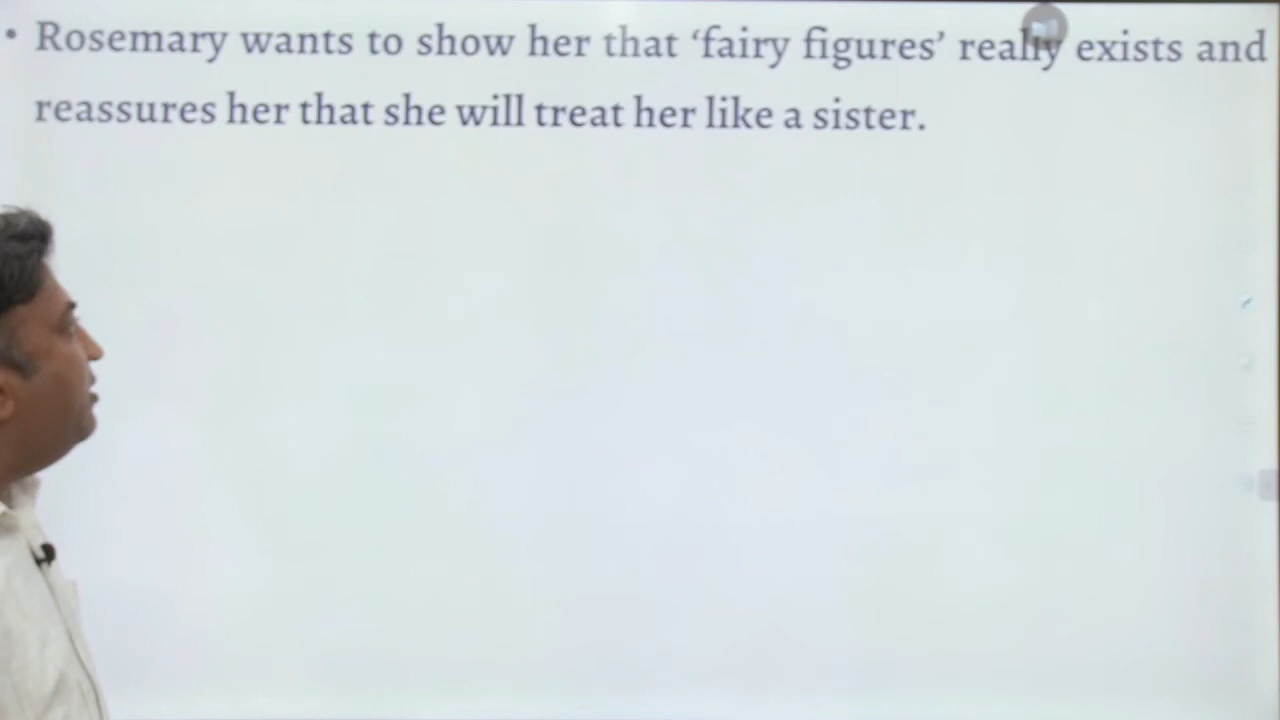 • Rosemary wants to show her that ‘fairy figures’ really exists and
reassures her that she will treat her like a sister.